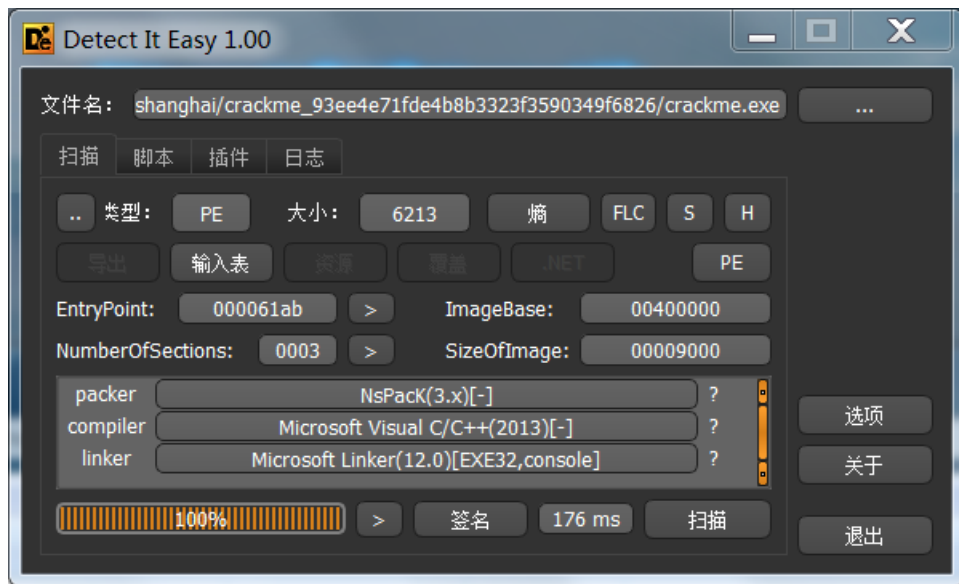 Detect It Easy 1.00
文件名: shanghai/crackme_93ee4e71fde4b8b3323f3590349f6826/crackme.exe ...
扫描 脚本 插件 日志
.. 类型: PE 大小: 6213 熵 FLC S H
导出 输入表 资源 覆盖 .NET PE
EntryPoint: 000061ab > ImageBase: 00400000
NumberOfSections: 0003 > SizeOfImage: 00009000
packer NsPacK(3.x)[-] ?
compiler Microsoft Visual C/C++(2013)[-] ?
linker Microsoft Linker(12.0)[EXE32,console] ?
选项
关于
100% > 签名 176 ms 扫描
退出